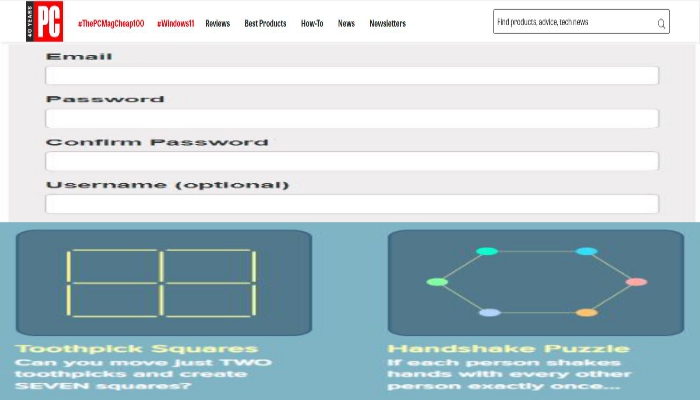 40 YEARS
PC
#ThePCMagCheap100 #Windows11 Reviews Best Products How-To News Newsletters
Find products, advice, tech news
Email
Password
Confirm Password
Username (optional)
Toothpick Squares
Can you move just TWO
toothpicks and create
SEVEN squares?
Handshake Puzzle
If each person shakes
hands with every other
person exactly once...